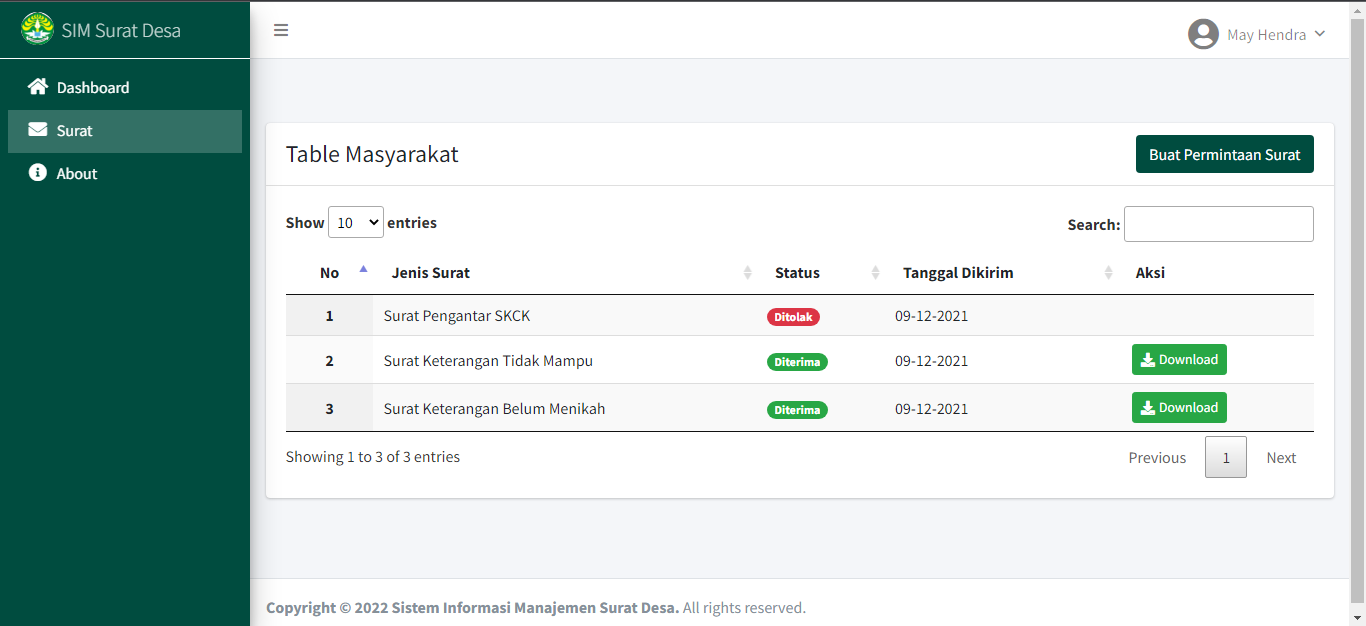 SIM Surat Desa
May Hendra
Dashboard
Surat
About
Table Masyarakat
Buat Permintaan Surat
Show 10 entries
Search:
No Jenis Surat Status Tanggal Dikirim Aksi
1 Surat Pengantar SKCK Ditolak 09-12-2021
2 Surat Keterangan Tidak Mampu Diterima 09-12-2021 Download
3 Surat Keterangan Belum Menikah Diterima 09-12-2021 Download
Showing 1 to 3 of 3 entries
Previous 1 Next
Copyright © 2022 Sistem Informasi Manajemen Surat Desa. All rights reserved.